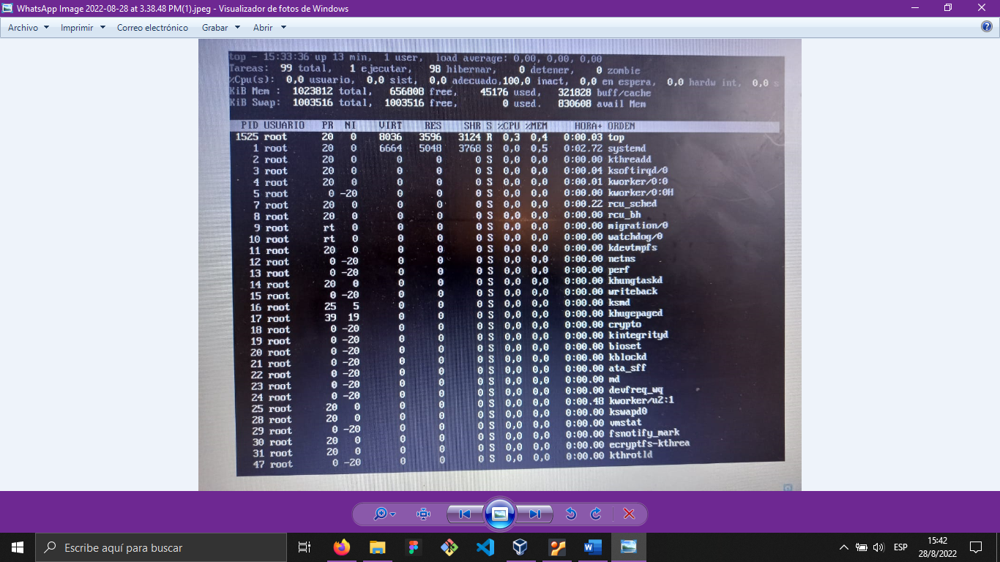 WhatsApp Image 2022-08-28 at 3.38.48 PM(1).jpeg - Visualizador de fotos de Windows
Archivo Imprimir Correo electrónico Grabar Abrir
top - 15:33:36 up 13 min, 1 user, load average: 0,00, 0,00, 0,00
Tareas: 99 total, 1 ejecutar, 98 hibernar, 0 detener, 0 zombie
%Cpu(s): 0,0 usuario, 0,0 sist, 0,0 adecuado,100,0 inact, 0,0 en espera, 0,0 hardw int, 0,0 s
KiB Mem : 1023812 total, 656808 free, 45176 used, 321828 buff/cache
KiB Swap: 1003516 total, 1003516 free, 0 used. 830608 avail Mem
PID USUARIO PR NI VIRT RES SHR S %CPU %MEM HORA+ ORDEN
1525 root 20 0 8036 3596 3124 R 0,3 0,4 0:00.03 top
1 root 20 0 6664 5048 3768 S 0,0 0,5 0:02.72 systemd
2 root 20 0 0 0 0 S 0,0 0,0 0:00.00 kthreadd
3 root 20 0 0 0 0 S 0,0 0,0 0:00.04 ksoftirqd/0
4 root 20 0 0 0 0 S 0,0 0,0 0:00.01 kworker/0:0
5 root 0 -20 0 0 0 S 0,0 0,0 0:00.00 kworker/0:0H
7 root 20 0 0 0 0 S 0,0 0,0 0:00.22 rcu_sched
8 root 20 0 0 0 0 S 0,0 0,0 0:00.00 rcu_bh
9 root rt 0 0 0 0 S 0,0 0,0 0:00.00 migration/0
10 root rt 0 0 0 0 S 0,0 0,0 0:00.00 watchdog/0
11 root 20 0 0 0 0 S 0,0 0,0 0:00.00 kdevtmpfs
12 root 0 -20 0 0 0 S 0,0 0,0 0:00.00 netns
13 root 0 -20 0 0 0 S 0,0 0,0 0:00.00 perf
14 root 20 0 0 0 0 S 0,0 0,0 0:00.00 khungtaskd
15 root 0 -20 0 0 0 S 0,0 0,0 0:00.00 writeback
16 root 25 5 0 0 0 S 0,0 0,0 0:00.00 ksmd
17 root 39 19 0 0 0 S 0,0 0,0 0:00.00 khugepaged
18 root 0 -20 0 0 0 S 0,0 0,0 0:00.00 crypto
19 root 0 -20 0 0 0 S 0,0 0,0 0:00.00 kintegrityd
20 root 0 -20 0 0 0 S 0,0 0,0 0:00.00 bioset
21 root 0 -20 0 0 0 S 0,0 0,0 0:00.00 kblockd
22 root 0 -20 0 0 0 S 0,0 0,0 0:00.00 ata_sff
23 root 0 -20 0 0 0 S 0,0 0,0 0:00.00 md
24 root 0 -20 0 0 0 S 0,0 0,0 0:00.00 devfreq_wq
25 root 20 0 0 0 0 S 0,0 0,0 0:00.48 kworker/u2:1
28 root 20 0 0 0 0 S 0,0 0,0 0:00.00 kswapd0
29 root 0 -20 0 0 0 S 0,0 0,0 0:00.00 vmstat
30 root 20 0 0 0 0 S 0,0 0,0 0:00.00 fsnotify_mark
31 root 20 0 0 0 0 S 0,0 0,0 0:00.00 ecryptfs-kthrea
47 root 0 -20 0 0 0 S 0,0 0,0 0:00.00 kthrotld
Escribe aquí para buscar
ESP
15:42
28/8/2022